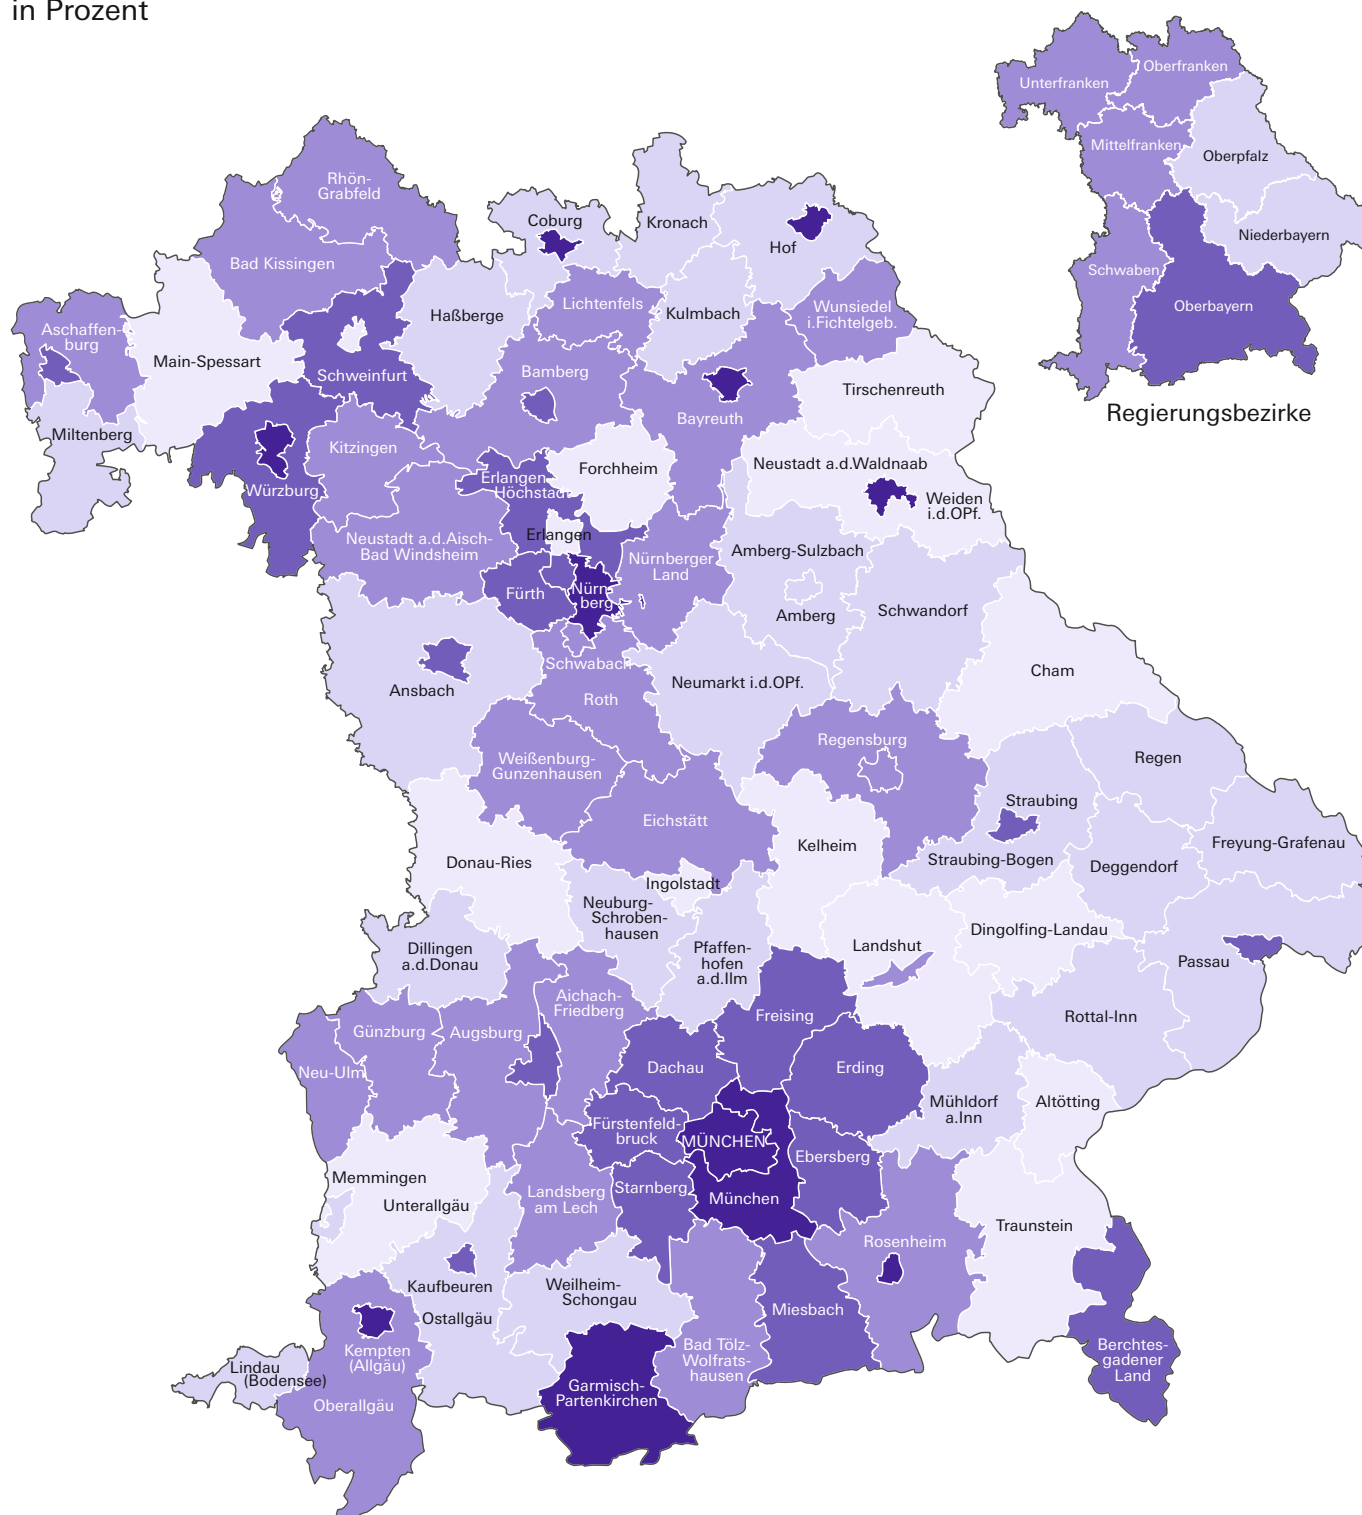 in Prozent
Unterfranken
Oberfranken
Mittelfranken
Oberpfalz
Niederbayern
Schwaben
Oberbayern
Regierungsbezirke
Rhön-
Grabfeld
Coburg
Kronach
Hof
Bad Kissingen
Lichtenfels
Kulmbach
Wunsiedel
i.Fichtelgeb.
Haßberge
Aschaffen-
burg
Main-Spessart
Schweinfurt
Bamberg
Tirschenreuth
Bayreuth
Miltenberg
Kitzingen
Forchheim
Neustadt a.d.Waldnaab
Würzburg
Erlangen-
Höchstadt
Weiden
i.d.OPf.
Erlangen
Neustadt a.d.Aisch-
Bad Windsheim
Nürnberger
Land
Amberg-Sulzbach
Fürth
Nürn-
berg
Amberg
Schwandorf
Schwabach
Ansbach
Roth
Neumarkt i.d.OPf.
Cham
Regensburg
Weißenburg-
Gunzenhausen
Regen
Straubing
Eichstätt
Kelheim
Freyung-Grafenau
Donau-Ries
Straubing-Bogen
Deggendorf
Ingolstadt
Neuburg-
Schroben-
hausen
Dingolfing-Landau
Landshut
Dillingen
a.d.Donau
Pfaffen-
hofen
a.d.Ilm
Passau
Aichach-
Friedberg
Freising
Rottal-Inn
Günzburg
Augsburg
Neu-Ulm
Dachau
Erding
Mühldorf
a.Inn
Altötting
Fürstenfeld-
bruck
MÜNCHEN
Ebersberg
Memmingen
Unterallgäu
Landsberg
am Lech
Starnberg
München
Traunstein
Rosenheim
Kaufbeuren
Weilheim-
Schongau
Ostallgäu
Miesbach
Kempten
(Allgäu)
Bad Tölz-
Wolfrats-
hausen
Berchtes-
gadener
Land
Lindau
(Bodensee)
Garmisch-
Partenkirchen
Oberallgäu